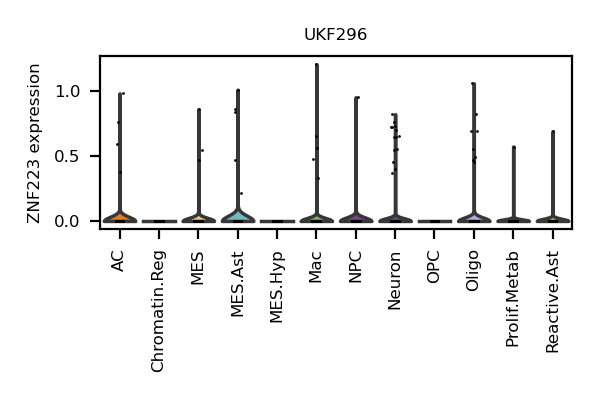 UKF296
ZNF223 expression
1.0
0.5
0.0
AC
Chromatin.Reg
MES
MES.Ast
MES.Hyp
Mac
NPC
Neuron
OPC
Oligo
Prolif.Metab
Reactive.Ast